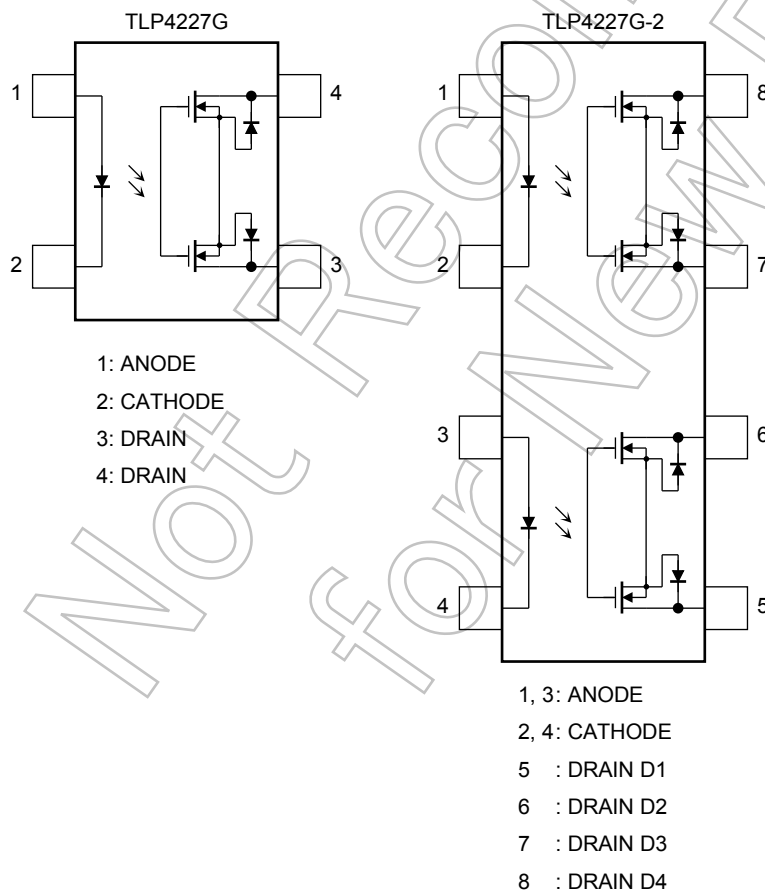 TLP4227G
1
4
2
3
1: ANODE
2: CATHODE
3: DRAIN
4: DRAIN
TLP4227G-2
1
8
2
7
3
6
4
5
1, 3: ANODE
2, 4: CATHODE
5 : DRAIN D1
6 : DRAIN D2
7 : DRAIN D3
8 : DRAIN D4
Not
for New